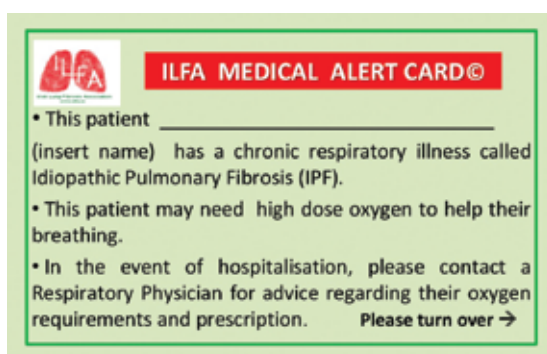 ILFA
ILFA MEDICAL ALERT CARD©
• This patient ________________________________
(insert name) has a chronic respiratory illness called
Idiopathic Pulmonary Fibrosis (IPF).
• This patient may need high dose oxygen to help their
breathing.
• In the event of hospitalisation, please contact a
Respiratory Physician for advice regarding their oxygen
requirements and prescription. Please turn over →